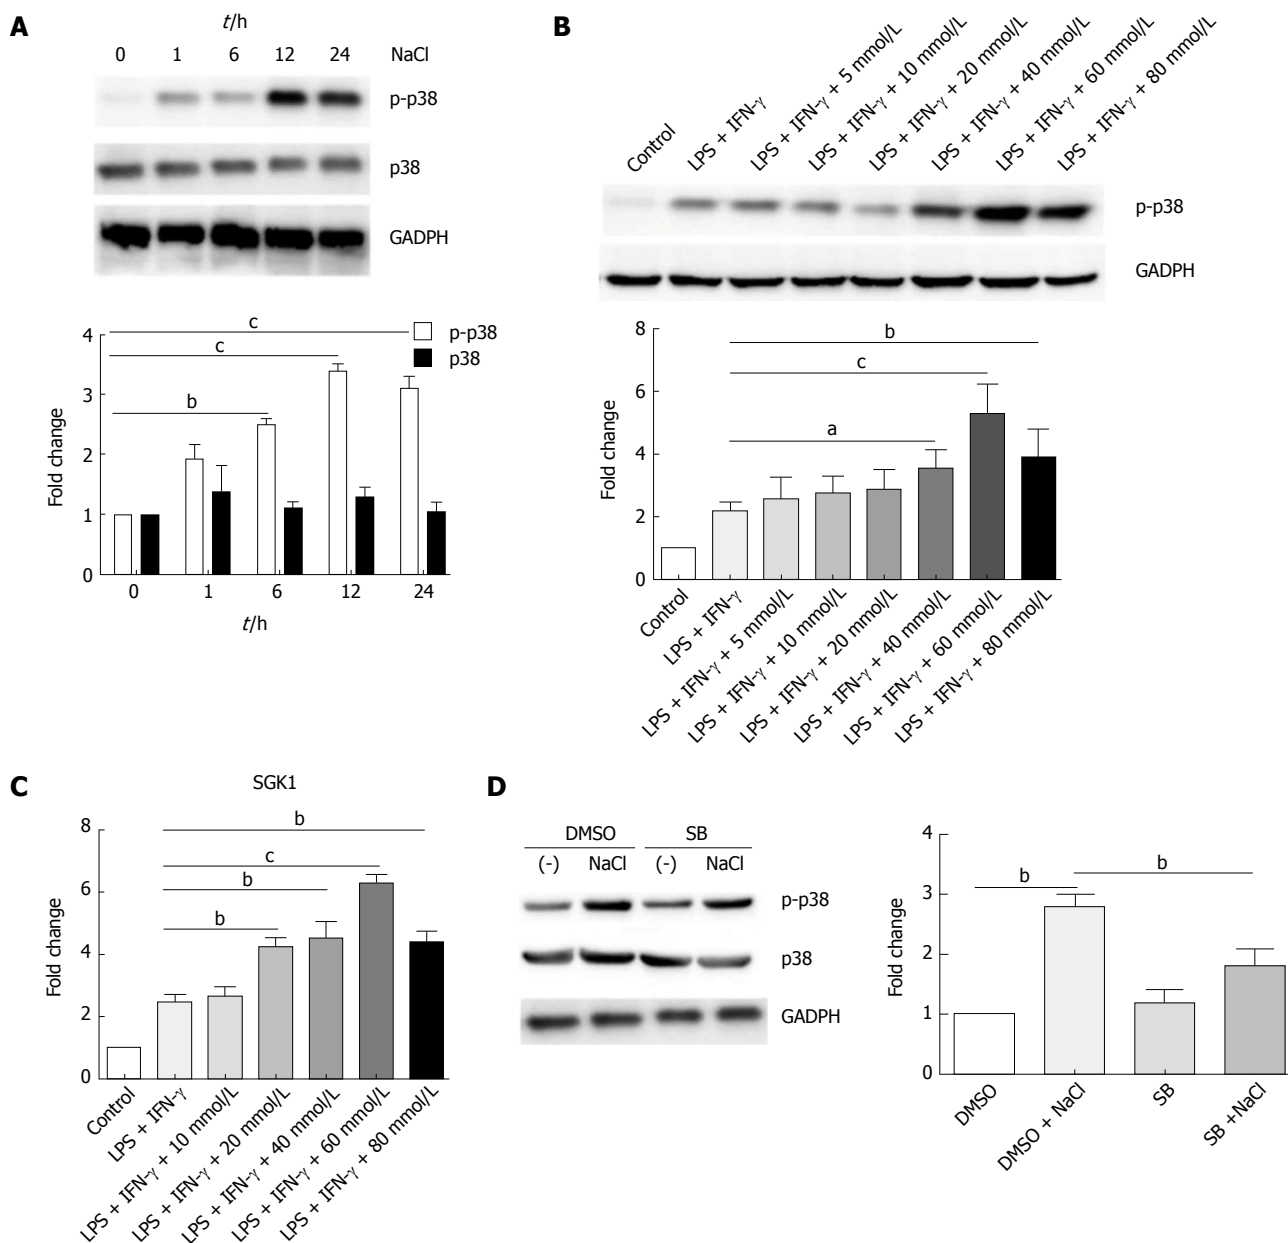 A
t/h
0 1 6 12 24 NaCl
p-p38
p38
GADPH
4
3
2
1
0
Fold change
c
c
b
p-p38
p38
0 1 6 12 24
t/h
B
Control
LPS + IFN-γ
LPS + IFN-γ + 5 mmol/L
LPS + IFN-γ + 10 mmol/L
LPS + IFN-γ + 20 mmol/L
LPS + IFN-γ + 40 mmol/L
LPS + IFN-γ + 60 mmol/L
LPS + IFN-γ + 80 mmol/L
p-p38
GADPH
8
6
4
2
0
Fold change
b
c
a
Control
LPS + IFN-γ
LPS + IFN-γ + 5 mmol/L
LPS + IFN-γ + 10 mmol/L
LPS + IFN-γ + 20 mmol/L
LPS + IFN-γ + 40 mmol/L
LPS + IFN-γ + 60 mmol/L
LPS + IFN-γ + 80 mmol/L
C
SGK1
8
6
4
2
0
Fold change
b
c
b
b
Control
LPS + IFN-γ
LPS + IFN-γ + 10 mmol/L
LPS + IFN-γ + 20 mmol/L
LPS + IFN-γ + 40 mmol/L
LPS + IFN-γ + 60 mmol/L
LPS + IFN-γ + 80 mmol/L
D
DMSO SB
(-) NaCl (-) NaCl
p-p38
p38
GADPH
4
3
2
1
0
Fold change
b
b
DMSO
DMSO + NaCl
SB
SB +NaCl